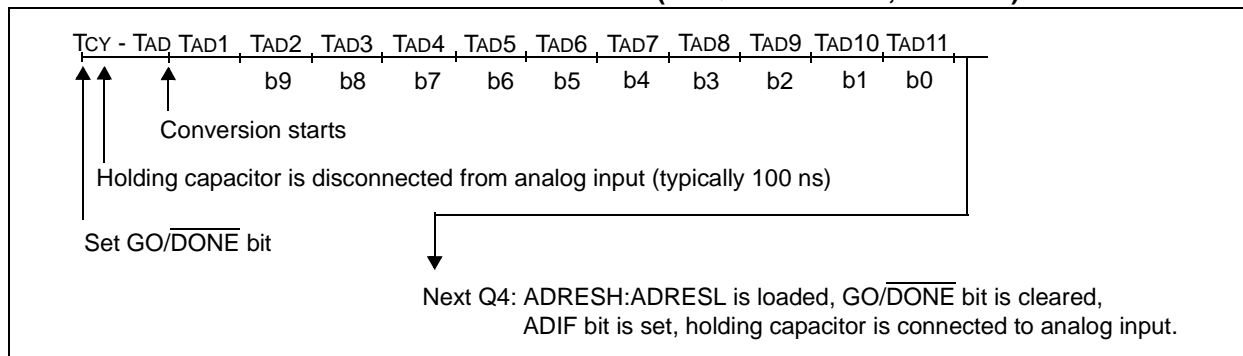 TCY - TAD TAD1 TAD2 TAD3 TAD4 TAD5 TAD6 TAD7 TAD8 TAD9 TAD10 TAD11
b9 b8 b7 b6 b5 b4 b3 b2 b1 b0
Conversion starts
Holding capacitor is disconnected from analog input (typically 100 ns)
Set GO/DONE bit
Next Q4: ADRESH:ADRESL is loaded, GO/DONE bit is cleared,
ADIF bit is set, holding capacitor is connected to analog input.